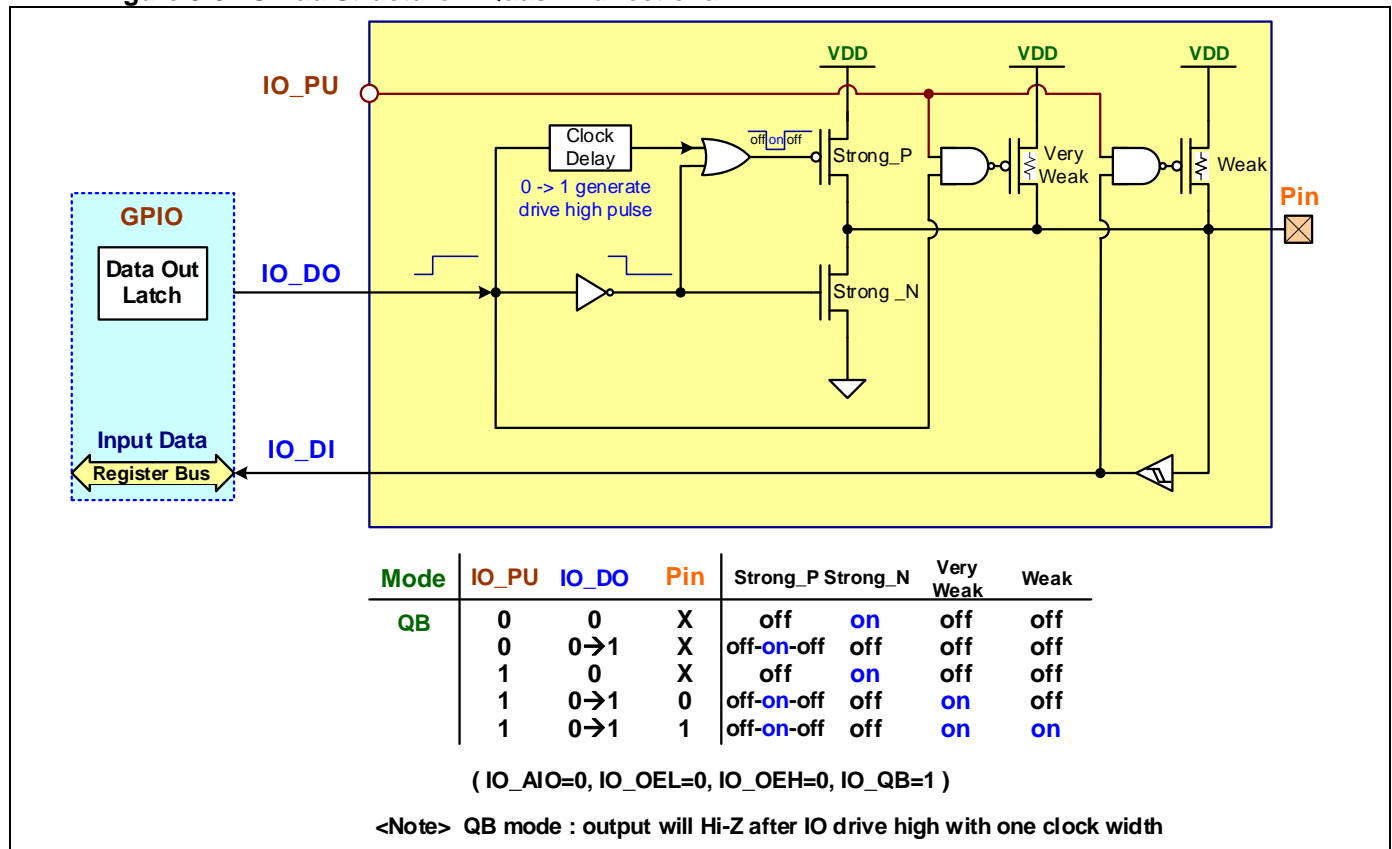 VDD VDD VDD
IO_PU
Clock
Delay
off on off
Strong_P
Very
Weak
Weak
0 -> 1 generate
drive high pulse
GPIO
Pin
Data Out
Latch
IO_DO
Strong _N
Input Data
IO_DI
Register Bus
Mode IO_PU IO_DO Pin Strong_P Strong_N Very Weak Weak
QB 0 0 X off on off off
0 0→1 X off-on-off off off off
1 0 X off on off off
1 0→1 0 off-on-off off on off
1 0→1 1 off-on-off off on on
( IO_AIO=0, IO_OEL=0, IO_OEH=0, IO_QB=1 )
<Note> QB mode : output will Hi-Z after IO drive high with one clock width